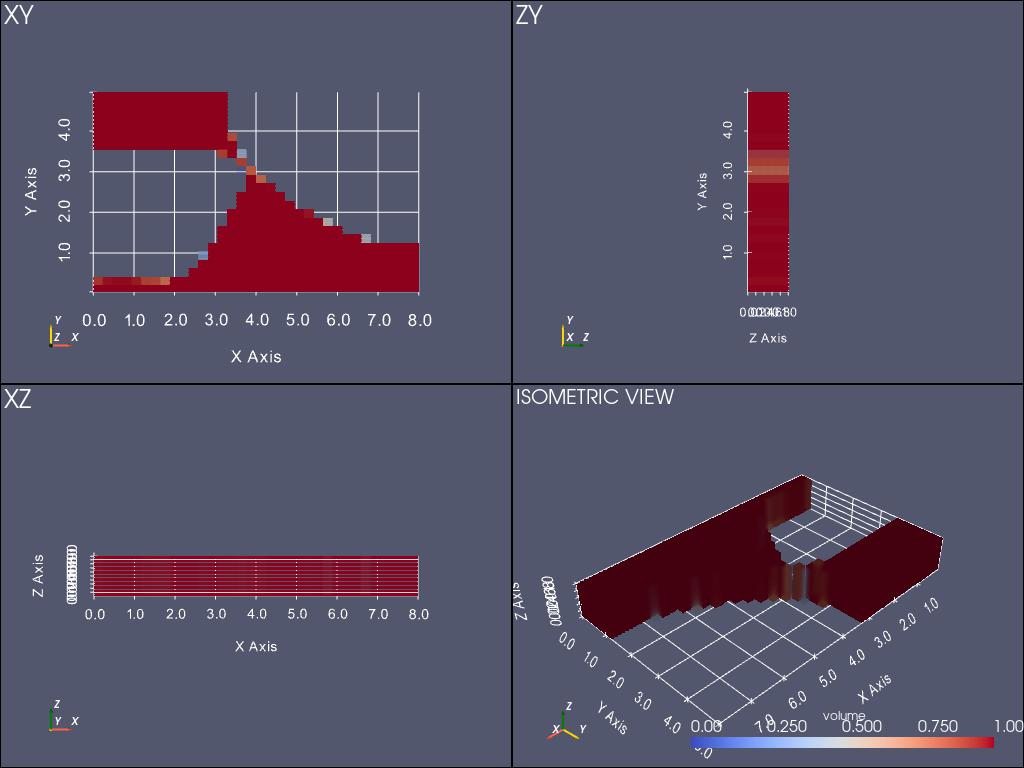 XY
4.0
3.0
2.0
1.0
Y Axis
0.0 1.0 2.0 3.0 4.0 5.0 6.0 7.0 8.0
X Axis
Y
Z X
ZY
4.0
3.0
2.0
1.0
Y Axis
Z Axis
Y
X Z
XZ
Z Axis
0.0 1.0 2.0 3.0 4.0 5.0 6.0 7.0 8.0
X Axis
Z
Y X
ISOMETRIC VIEW
Z Axis
0.0 1.0 2.0 3.0 4.0
Y Axis
1.0 2.0 3.0 4.0 5.0 6.0 7.0
X Axis
Z
X Y
volume
0.00 0.250 0.500 0.750 1.00